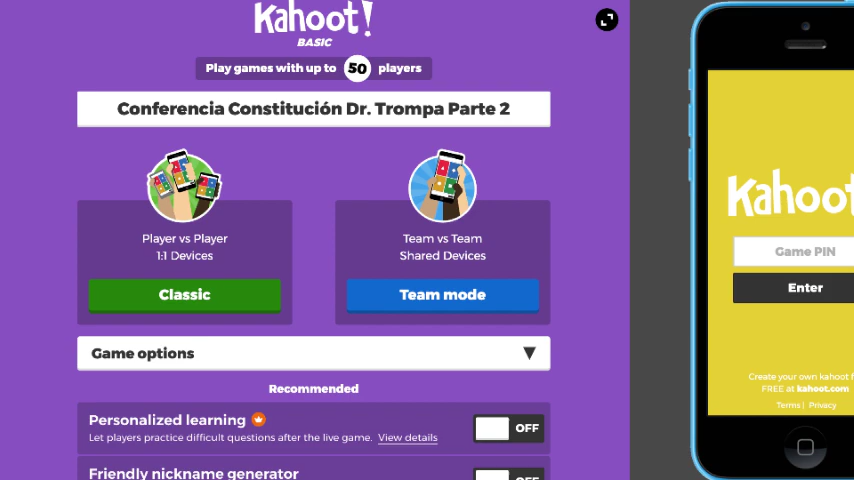 Kahoot!
BASIC
Play games with up to 50 players
Conferencia Constitución Dr. Trompa Parte 2
Player vs Player
1:1 Devices
Classic
Team vs Team
Shared Devices
Team mode
Game options
Recommended
Personalized learning
Let players practice difficult questions after the live game. View details
OFF
Friendly nickname generator
OFF
Kahoot
Game PIN
Enter
Create your own kahoot f
FREE at kahoot.com
Terms | Privacy